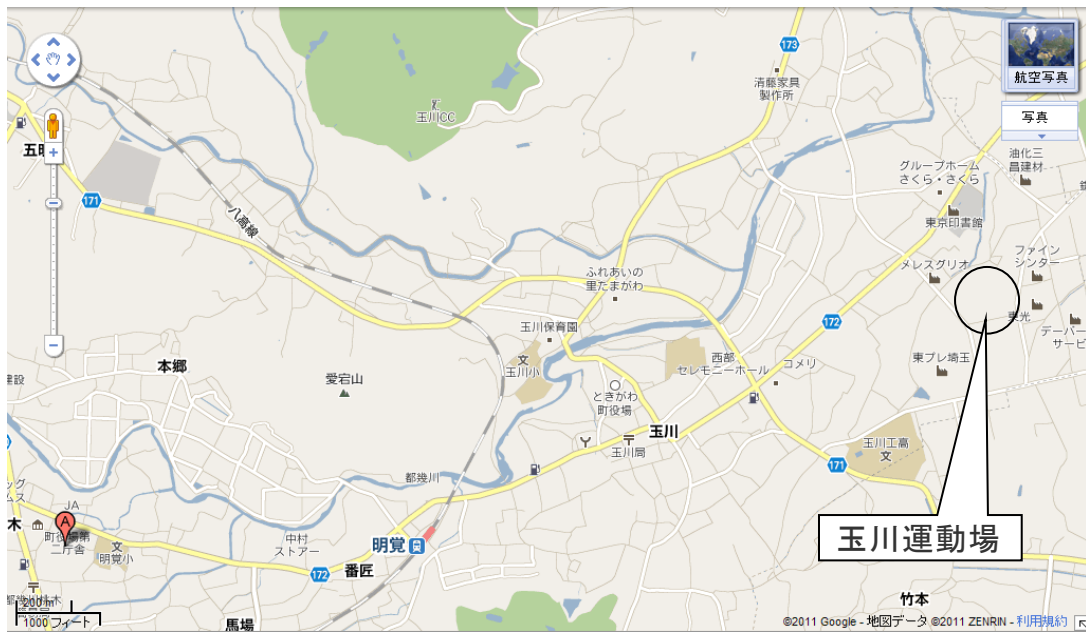 173
清藤家具
製作所
航空写真
写真
玉川CC
油化三
昌建材
グループホーム
さくら・さくら
171
東京印書館
八高線
ファイン
シンター
メレスグリオ
ふれあいの
里たまがわ
172
玉川保育園
東光
デーパー
サービ
本郷
文
玉川小
西部
セレモニーホール
コメリ
東プレ埼玉
建設
愛宕山
ときがわ
町役場
玉川
玉川工高
文
玉川局
171
都幾川
JA
A
木
町役場第
二庁舎
文
明覚小
中村
ストアー
明覚
玉川運動場
番匠
172
200 m
1000 フィート
馬場
竹本
©2011 Google - 地図データ ©2011 ZENRIN - 利用規約